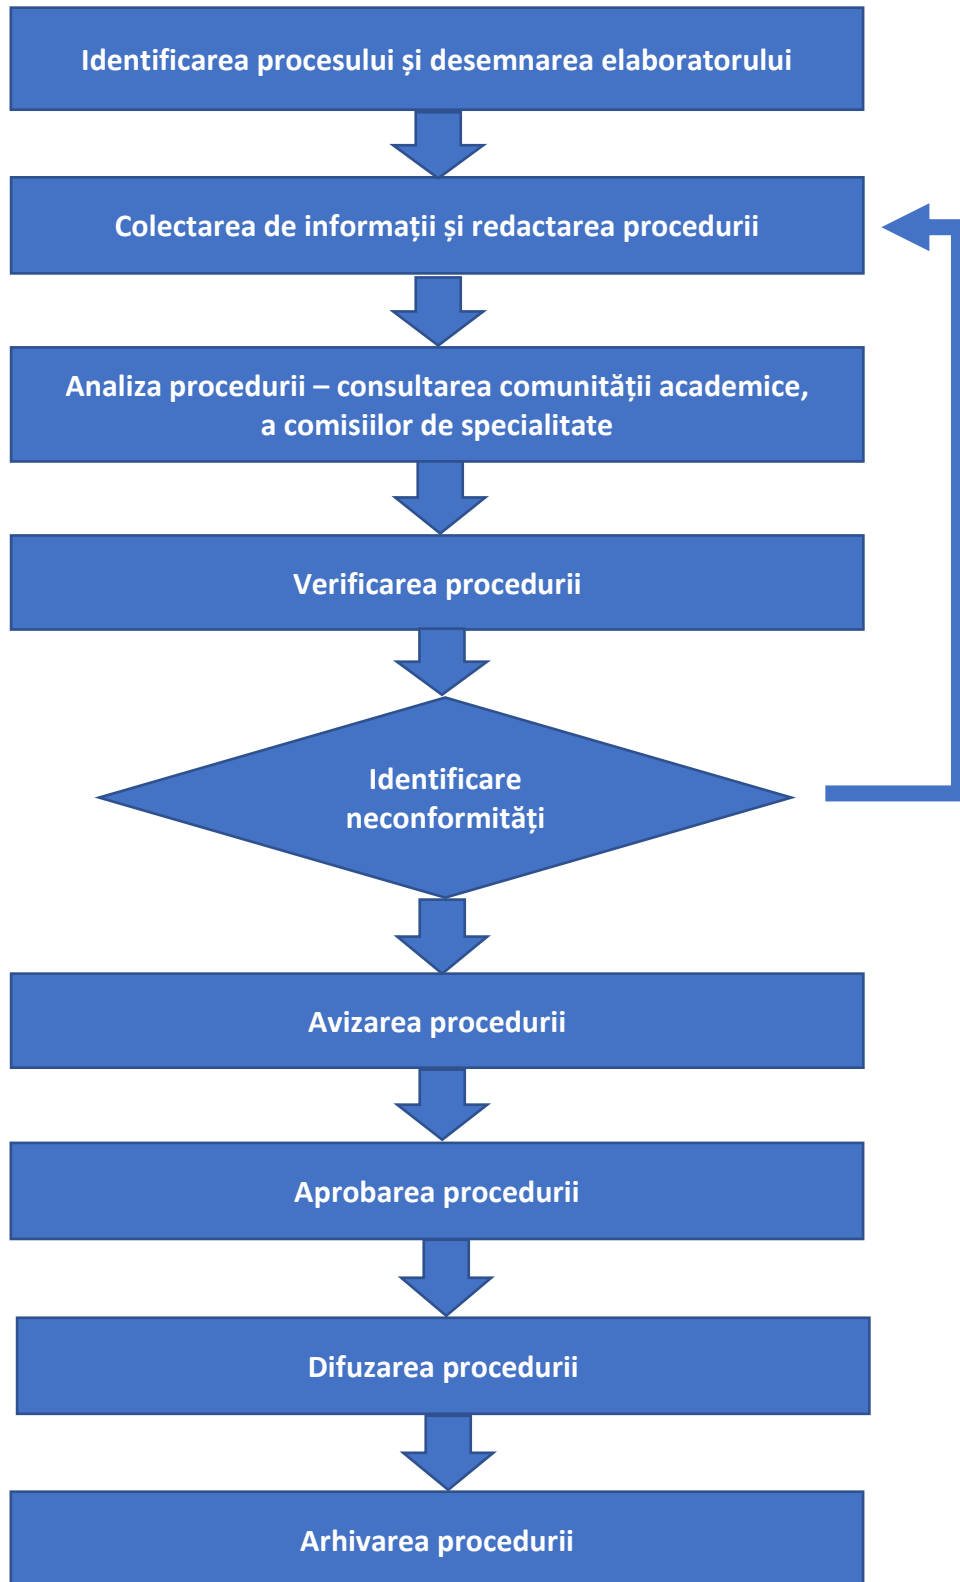 Identificarea procesului și desemnarea elaboratorului
Colectarea de informații și redactarea procedurii
Analiza procedurii – consultarea comunității academice,
a comisiilor de specialitate
Verificarea procedurii
Identificare
neconformități
Avizarea procedurii
Aprobarea procedurii
Difuzarea procedurii
Arhivarea procedurii